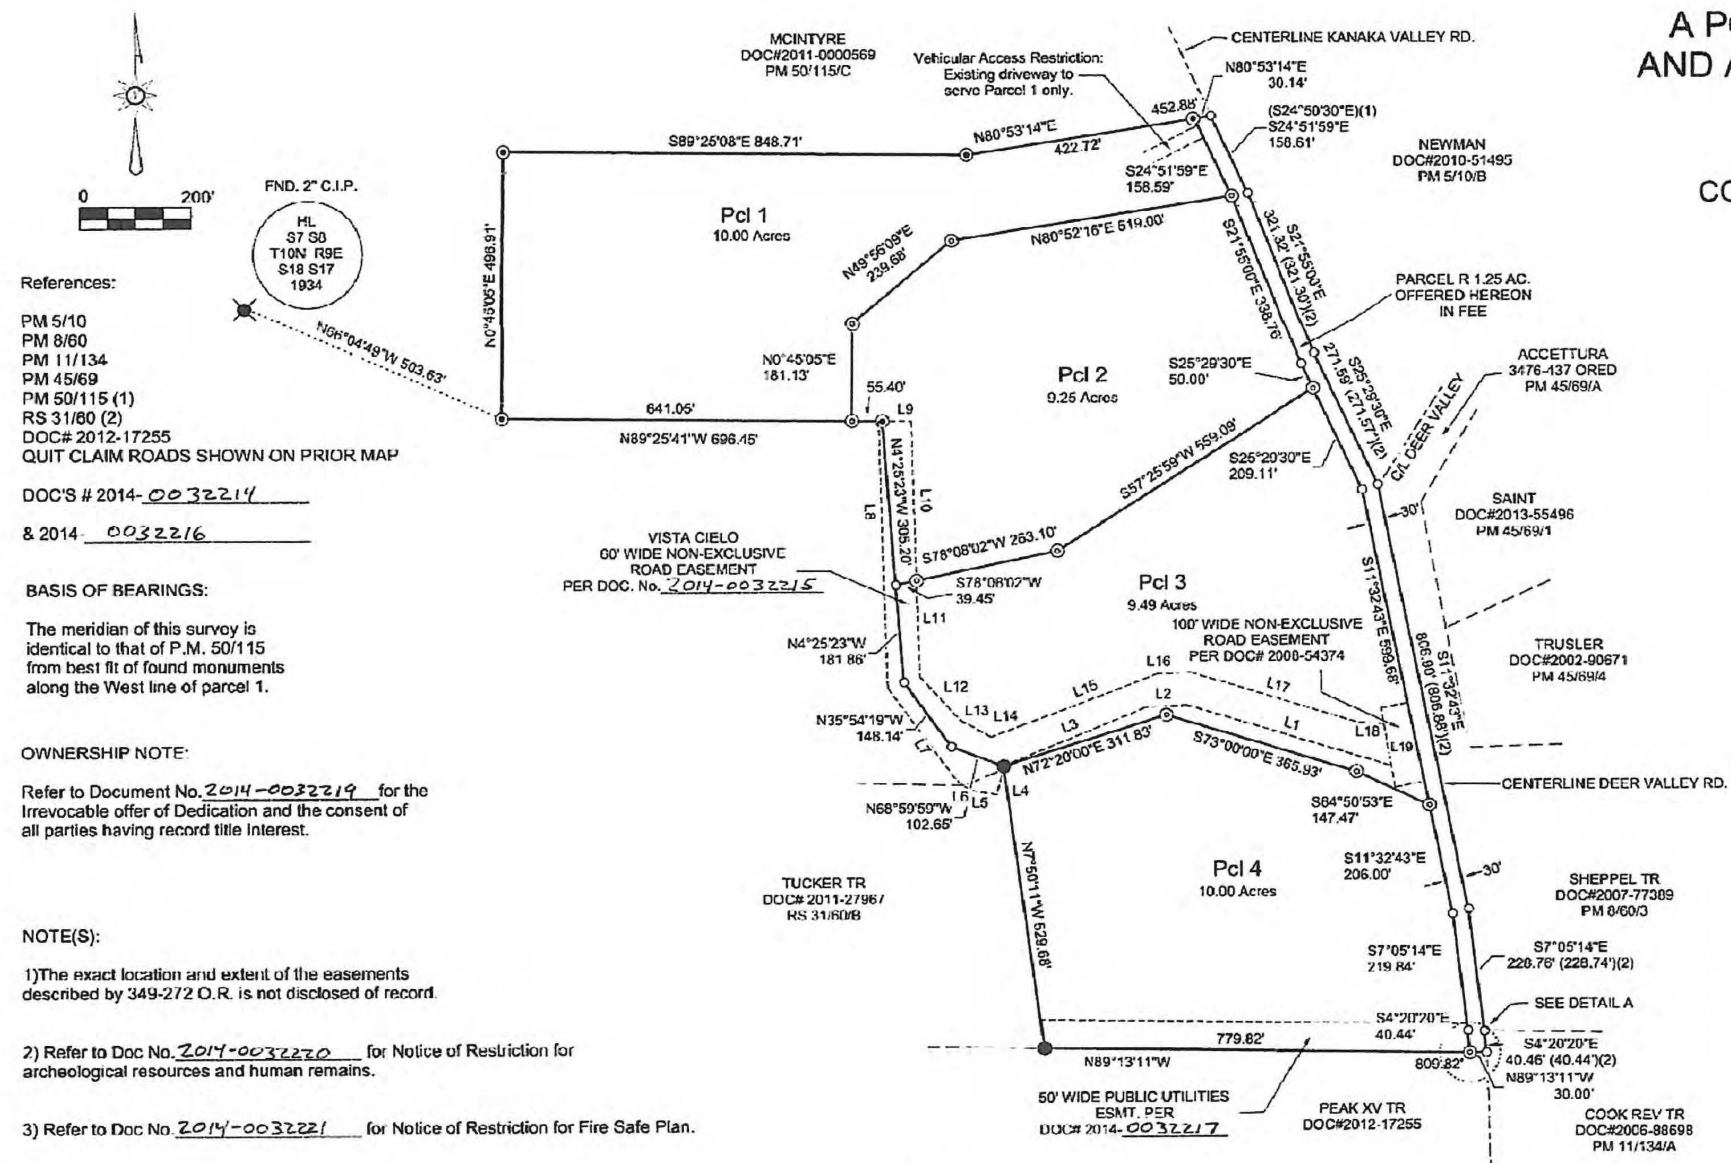 A P
AND A
CO
MCINTYRE
DOC#2011-0000569
PM 50/115/C
Vehicular Access Restriction:
Existing driveway to
serve Parcel 1 only.
CENTERLINE KANAKA VALLEY RD.
N80°53'14"E
30.14'
452.88'
(S24°50'30"E)(1)
S24°51'59"E
158.61'
NEWMAN
DOC#2010-51495
PM 5/10/B
S89°25'08"E 848.71'
N80°53'14"E
422.72'
S24°51'59"E
158.59'
0 200'
FND. 2" C.I.P.
HL
S7 S8
T10N R9E
S18 S17
1934
N66°04'49"W 503.63'
N0°45'05"E 496.91'
Pcl 1
10.00 Acres
N49°56'09"E
239.68'
N80°52'16"E 519.00'
S21°55'00"E 338.76'
S21°55'00"E
321.32' (321.30')(2)
PARCEL R 1.25 AC.
OFFERED HEREON
IN FEE
References:
PM 5/10
PM 8/60
PM 11/134
PM 45/69
PM 50/115 (1)
RS 31/60 (2)
DOC# 2012-17255
QUIT CLAIM ROADS SHOWN ON PRIOR MAP
DOC'S # 2014-0032214
& 2014-0032216
N0°45'05"E
181.13'
55.40'
641.05'
N89°25'41"W 696.45'
L9
Pcl 2
9.25 Acres
S25°29'30"E
50.00'
S25°29'30"E
271.59' (271.57')(2)
ACCETTURA
3476-437 ORED
PM 45/69/A
C/L DEER VALLEY
S57°25'59"W 559.09'
S25°29'30"E
209.11'
N4°25'23"W 306.20'
L8
L10
30'
SAINT
DOC#2013-55496
PM 45/69/1
VISTA CIELO
60' WIDE NON-EXCLUSIVE
ROAD EASEMENT
PER DOC. No. 2014-0032215
S78°08'02"W 263.10'
S78°08'02"W
39.45'
L11
Pcl 3
9.49 Acres
S11°32'43"E 599.68'
100' WIDE NON-EXCLUSIVE
ROAD EASEMENT
PER DOC# 2008-54374
S11°32'43"E
806.90' (806.88')(2)
TRUSLER
DOC#2002-90671
PM 45/69/4
BASIS OF BEARINGS:
The meridian of this survey is
identical to that of P.M. 50/115
from best fit of found monuments
along the West line of parcel 1.
N4°25'23"W
181.86'
L12
L13
L14
L15
L16
L17
L18
L19
L1
L2
L3
N35°54'19"W
148.14'
L7
N72°20'00"E 311.83'
S73°00'00"E 365.93'
L4
L5
L6
N68°59'59"W
102.65'
S64°50'53"E
147.47'
CENTERLINE DEER VALLEY RD.
OWNERSHIP NOTE:
Refer to Document No. 2014-0032219 for the
Irrevocable offer of Dedication and the consent of
all parties having record title interest.
TUCKER TR
DOC# 2011-27967
RS 31/60/B
N7°50'11"W 529.68'
Pcl 4
10.00 Acres
S11°32'43"E
206.00'
30'
SHEPPEL TR
DOC#2007-77389
PM 8/60/3
S7°05'14"E
219.84'
S7°05'14"E
228.76' (228.74')(2)
NOTE(S):
1)The exact location and extent of the easements
described by 349-272 O.R. is not disclosed of record.
2) Refer to Doc No. 2014-0032220 for Notice of Restriction for
archeological resources and human remains.
3) Refer to Doc No. 2014-0032221 for Notice of Restriction for Fire Safe Plan.
SEE DETAIL A
S4°20'20"E
40.44'
S4°20'20"E
40.46' (40.44')(2)
779.82'
N89°13'11"W
809.82'
N89°13'11"W
30.00'
50' WIDE PUBLIC UTILITIES
ESMT. PER
DOC# 2014-0032217
PEAK XV TR
DOC#2012-17255
COOK REV TR
DOC#2006-88698
PM 11/134/A